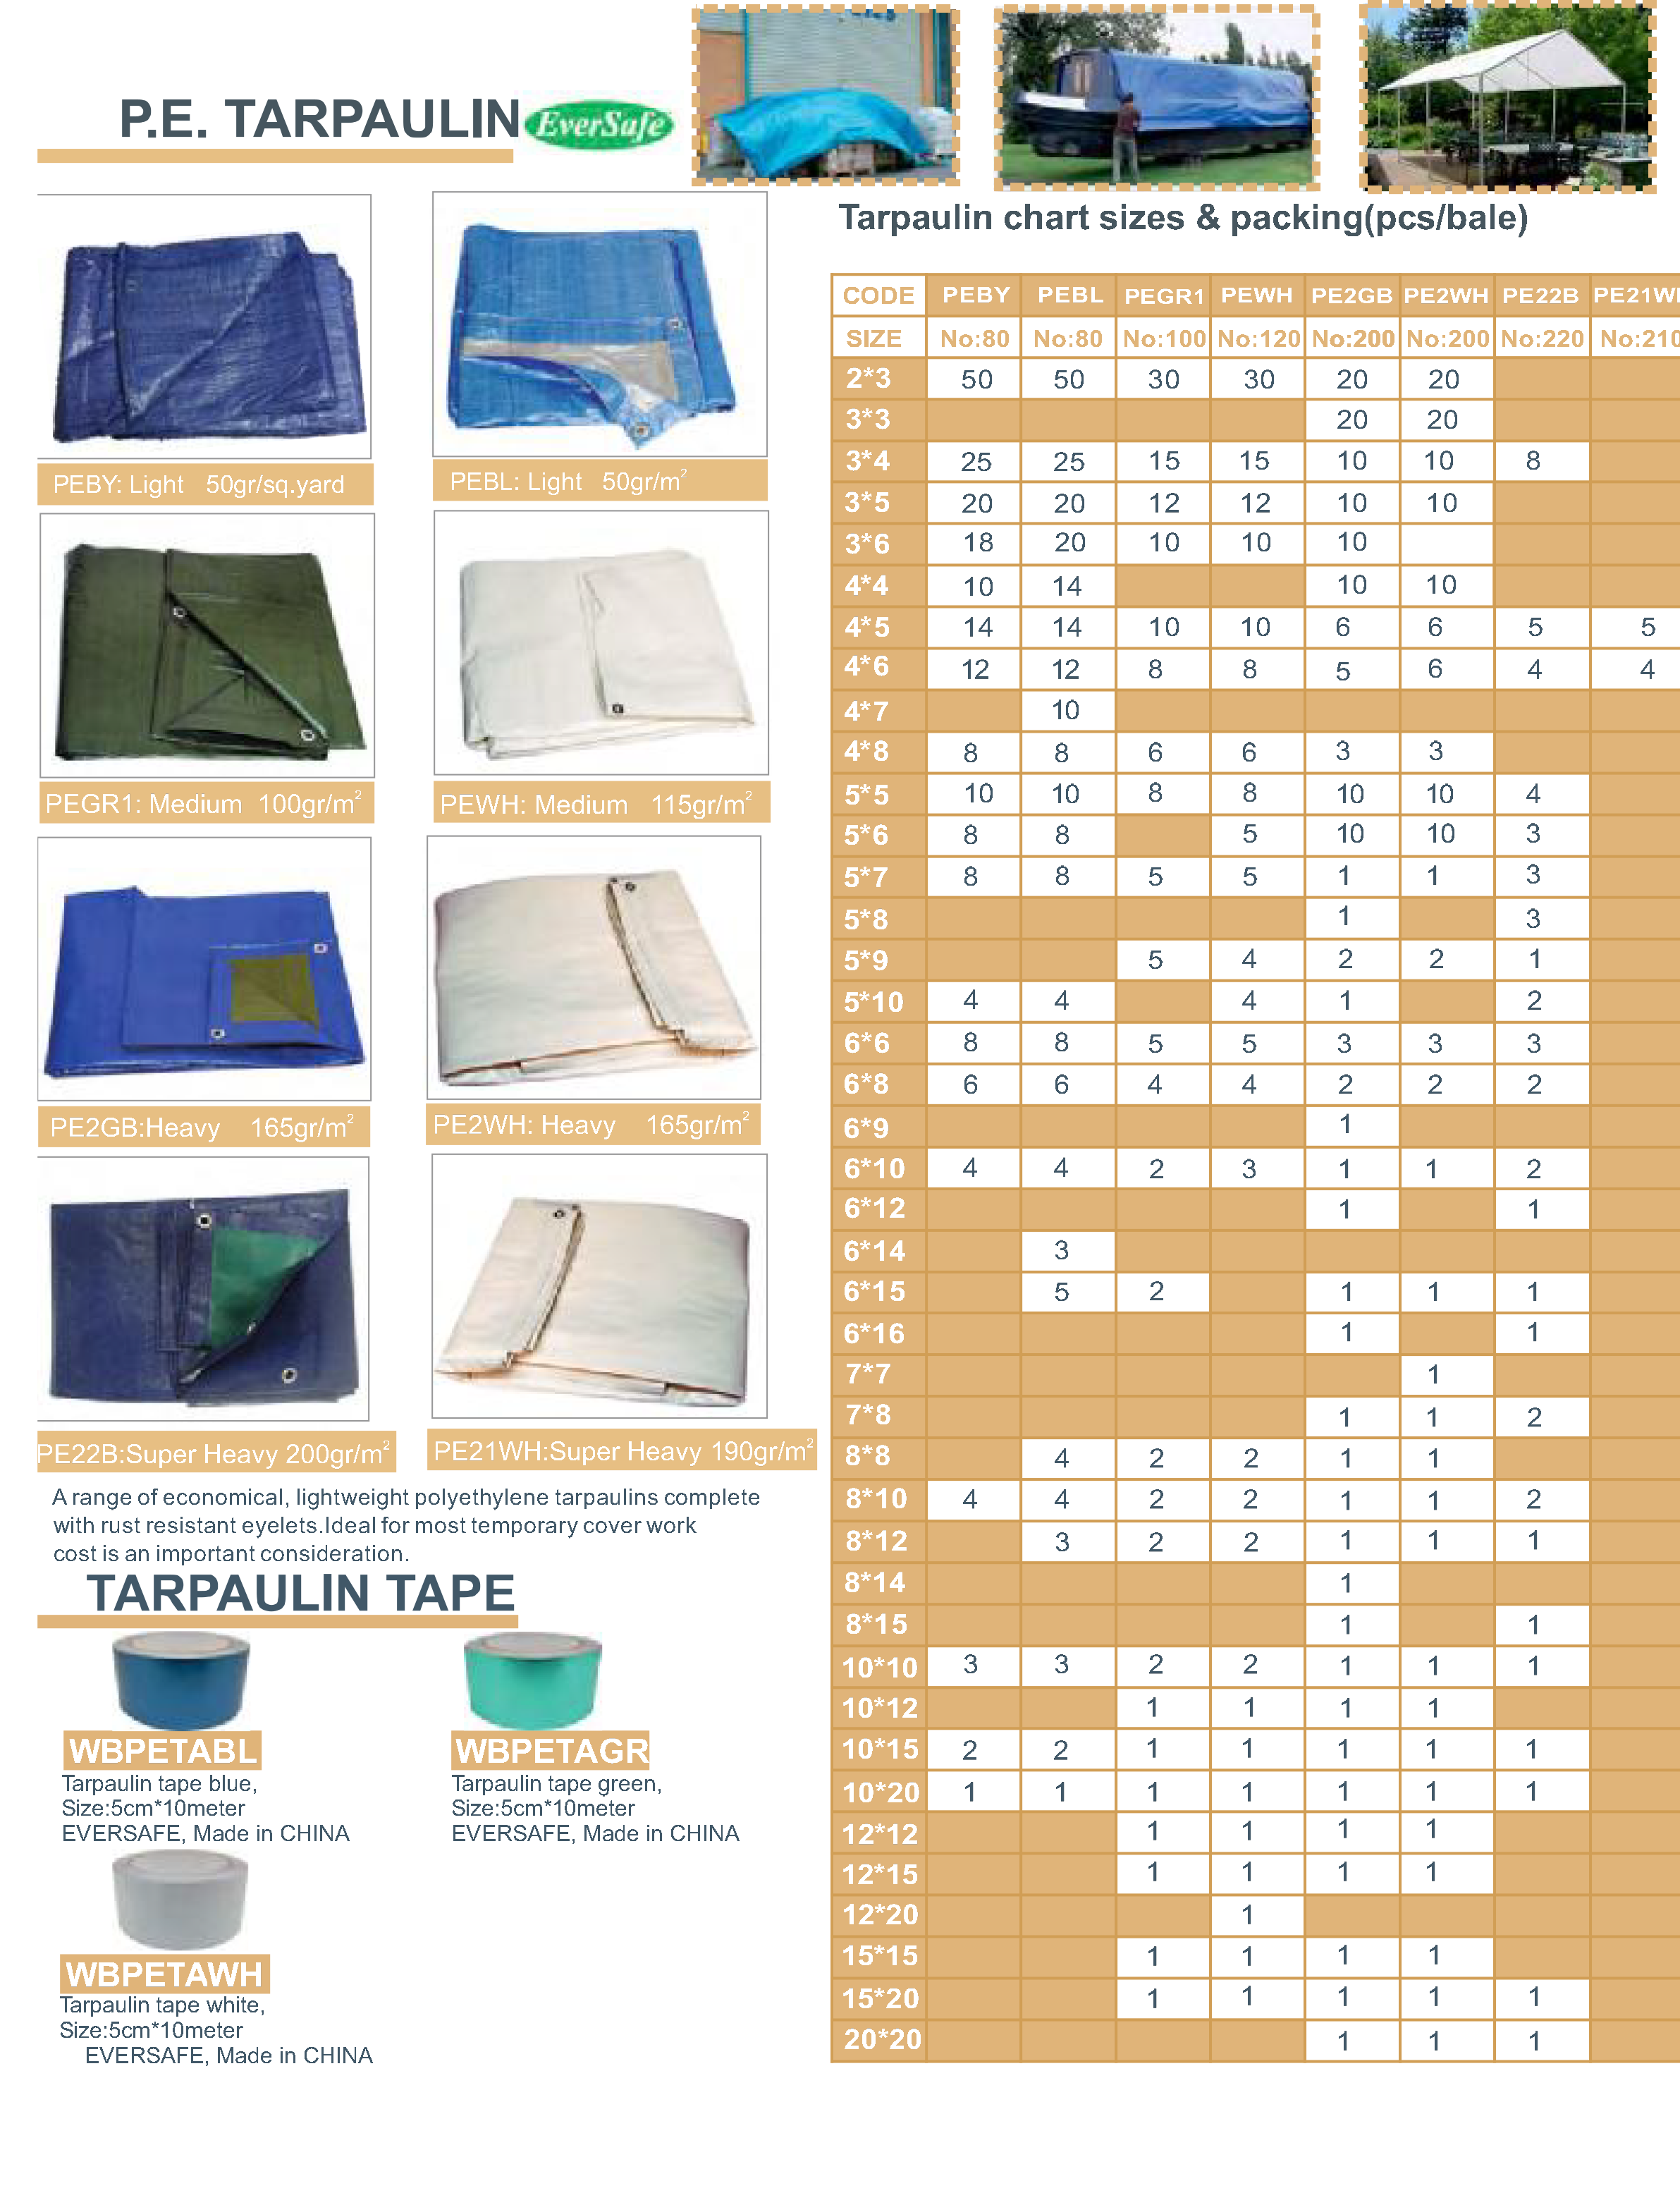 P.E. TARPAULIN EverSafe
PEBY: Light 50gr/sq.yard
PEBL: Light 50gr/m²
PEGR1: Medium 100gr/m²
PEWH: Medium 115gr/m²
PE2GB:Heavy 165gr/m²
PE2WH: Heavy 165gr/m²
PE22B:Super Heavy 200gr/m²
PE21WH:Super Heavy 190gr/m²
A range of economical, lightweight polyethylene tarpaulins complete
with rust resistant eyelets.Ideal for most temporary cover work
cost is an important consideration.
TARPAULIN TAPE
WBPETABL
Tarpaulin tape blue,
Size:5cm*10meter
EVERSAFE, Made in CHINA
WBPETAGR
Tarpaulin tape green,
Size:5cm*10meter
EVERSAFE, Made in CHINA
WBPETAWH
Tarpaulin tape white,
Size:5cm*10meter
EVERSAFE, Made in CHINA
Tarpaulin chart sizes & packing(pcs/bale)
CODE PEBY PEBL PEGR1 PEWH PE2GB PE2WH PE22B PE21WH
SIZE No:80 No:80 No:100 No:120 No:200 No:200 No:220 No:210
2*3 50 50 30 30 20 20
3*3 20 20
3*4 25 25 15 15 10 10 8
3*5 20 20 12 12 10 10
3*6 18 20 10 10 10
4*4 10 14 10 10
4*5 14 14 10 10 6 6 5 5
4*6 12 12 8 8 5 6 4 4
4*7 10
4*8 8 8 6 6 3 3
5*5 10 10 8 8 10 10 4
5*6 8 8 5 10 10 3
5*7 8 8 5 5 1 1 3
5*8 1 3
5*9 5 4 2 2 1
5*10 4 4 4 1 2
6*6 8 8 5 5 3 3 3
6*8 6 6 4 4 2 2 2
6*9 1
6*10 4 4 2 3 1 1 2
6*12 1 1
6*14 3
6*15 5 2 1 1 1
6*16 1 1
7*7 1
7*8 1 1 2
8*8 4 2 2 1 1
8*10 4 4 2 2 1 1 2
8*12 3 2 2 1 1 1
8*14 1
8*15 1 1
10*10 3 3 2 2 1 1 1
10*12 1 1 1 1
10*15 2 2 1 1 1 1 1
10*20 1 1 1 1 1 1 1
12*12 1 1 1 1
12*15 1 1 1 1
12*20 1
15*15 1 1 1 1
15*20 1 1 1 1 1
20*20 1 1 1